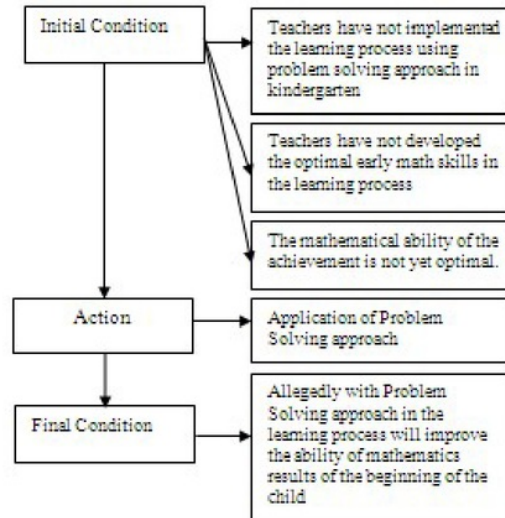 Initial Condition
Teachers have not implemented
the learning process using
problem solving approach in
kindergarten
Teachers have not developed
the optimal early math skills in
the learning process
The mathematical ability of the
achievement is not yet optimal.
Action
Application of Problem
Solving approach
Final Condition
Allegedly with Problem
Solving approach in the
learning process will improve
the ability of mathematics
results of the beginning of the
child